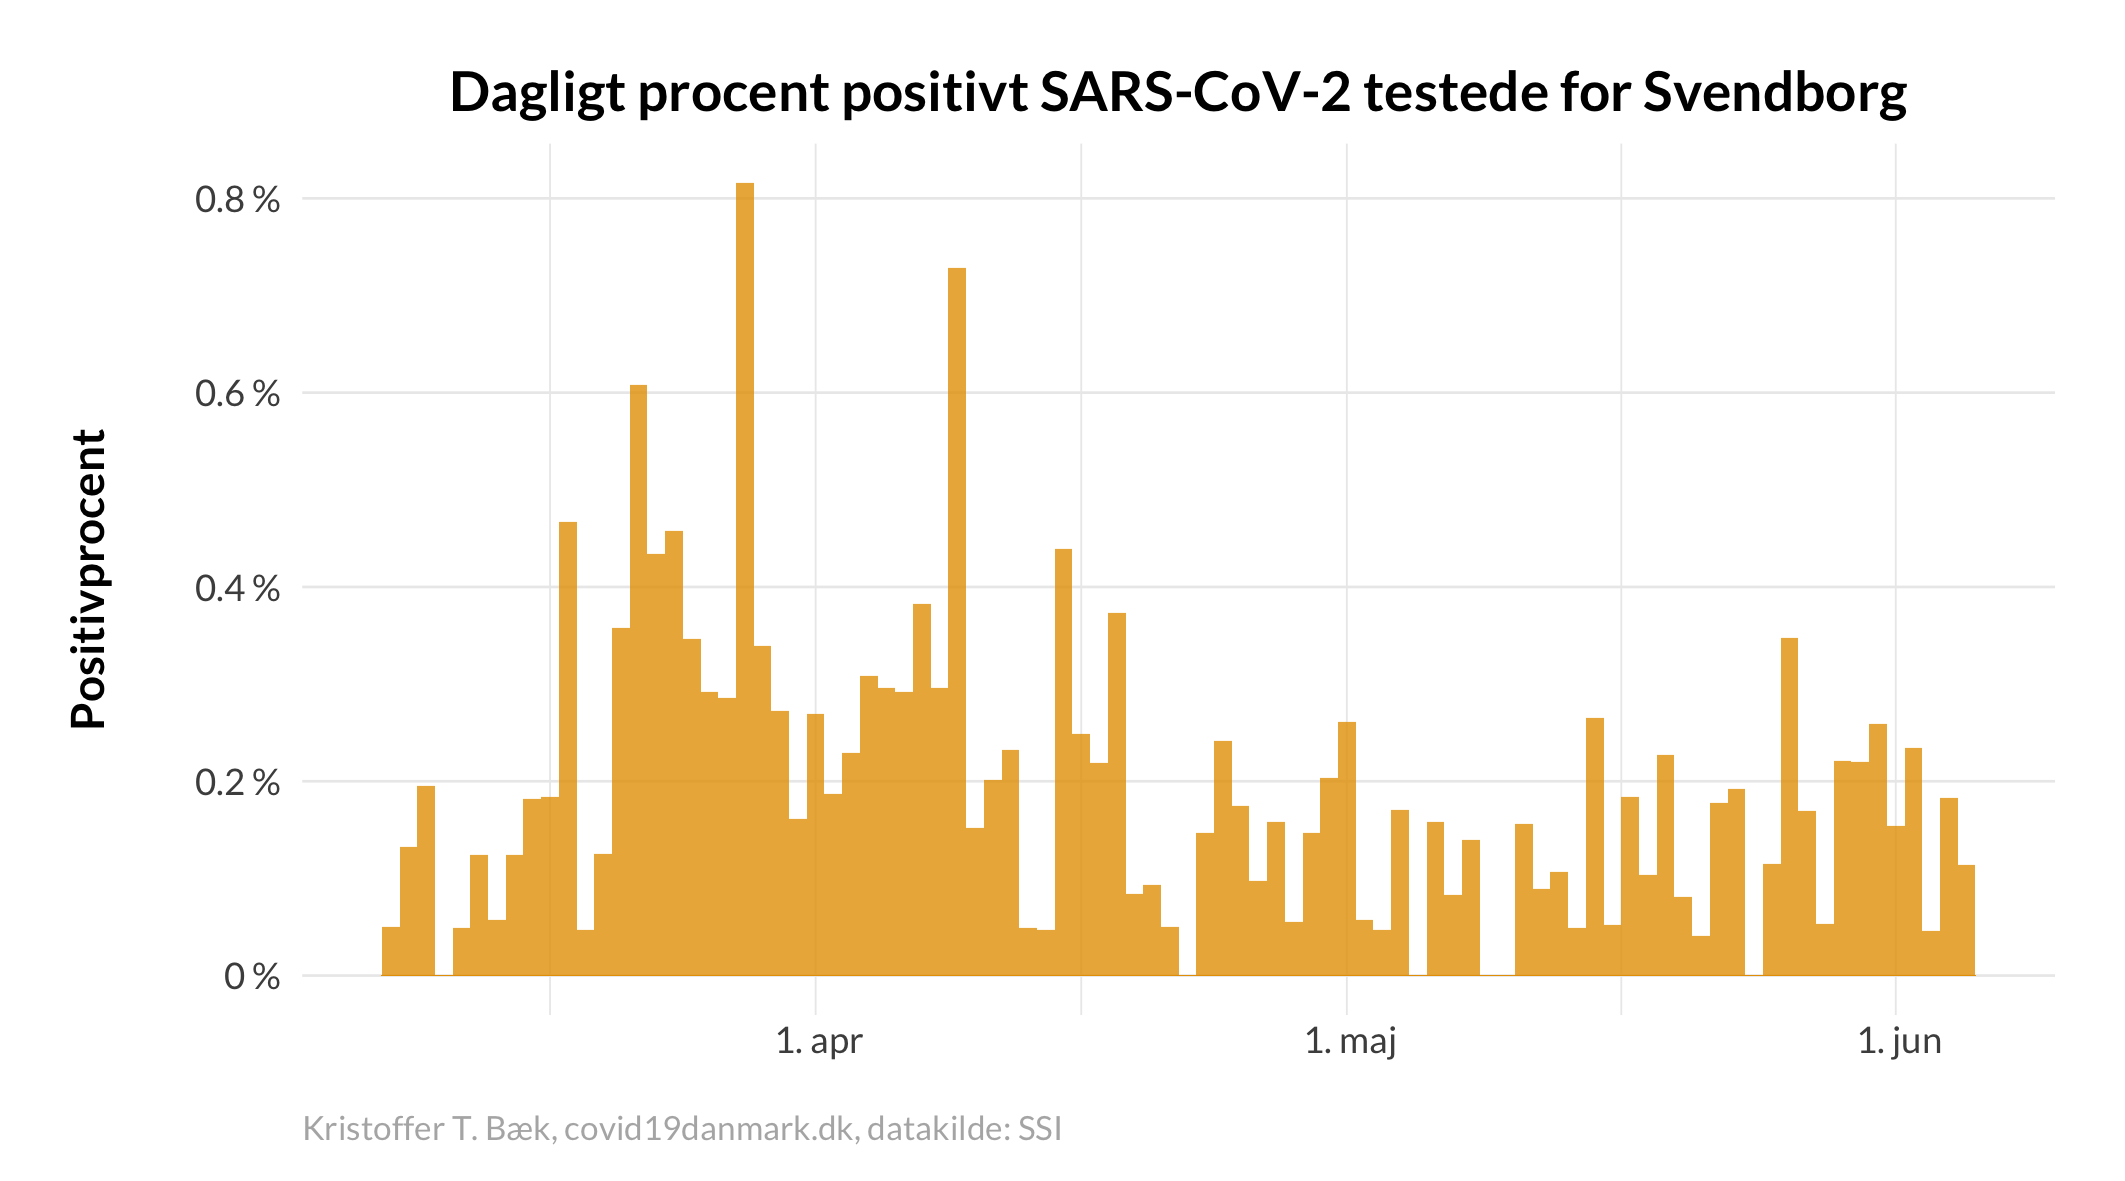 Dagligt procent positivt SARS-CoV-2 testede for Svendborg
Positivprocent
0.8 %
0.6 %
0.4 %
0.2 %
0 %
1. apr
1. maj
1. jun
Kristoffer T. Bæk, covid19danmark.dk, datakilde: SSI